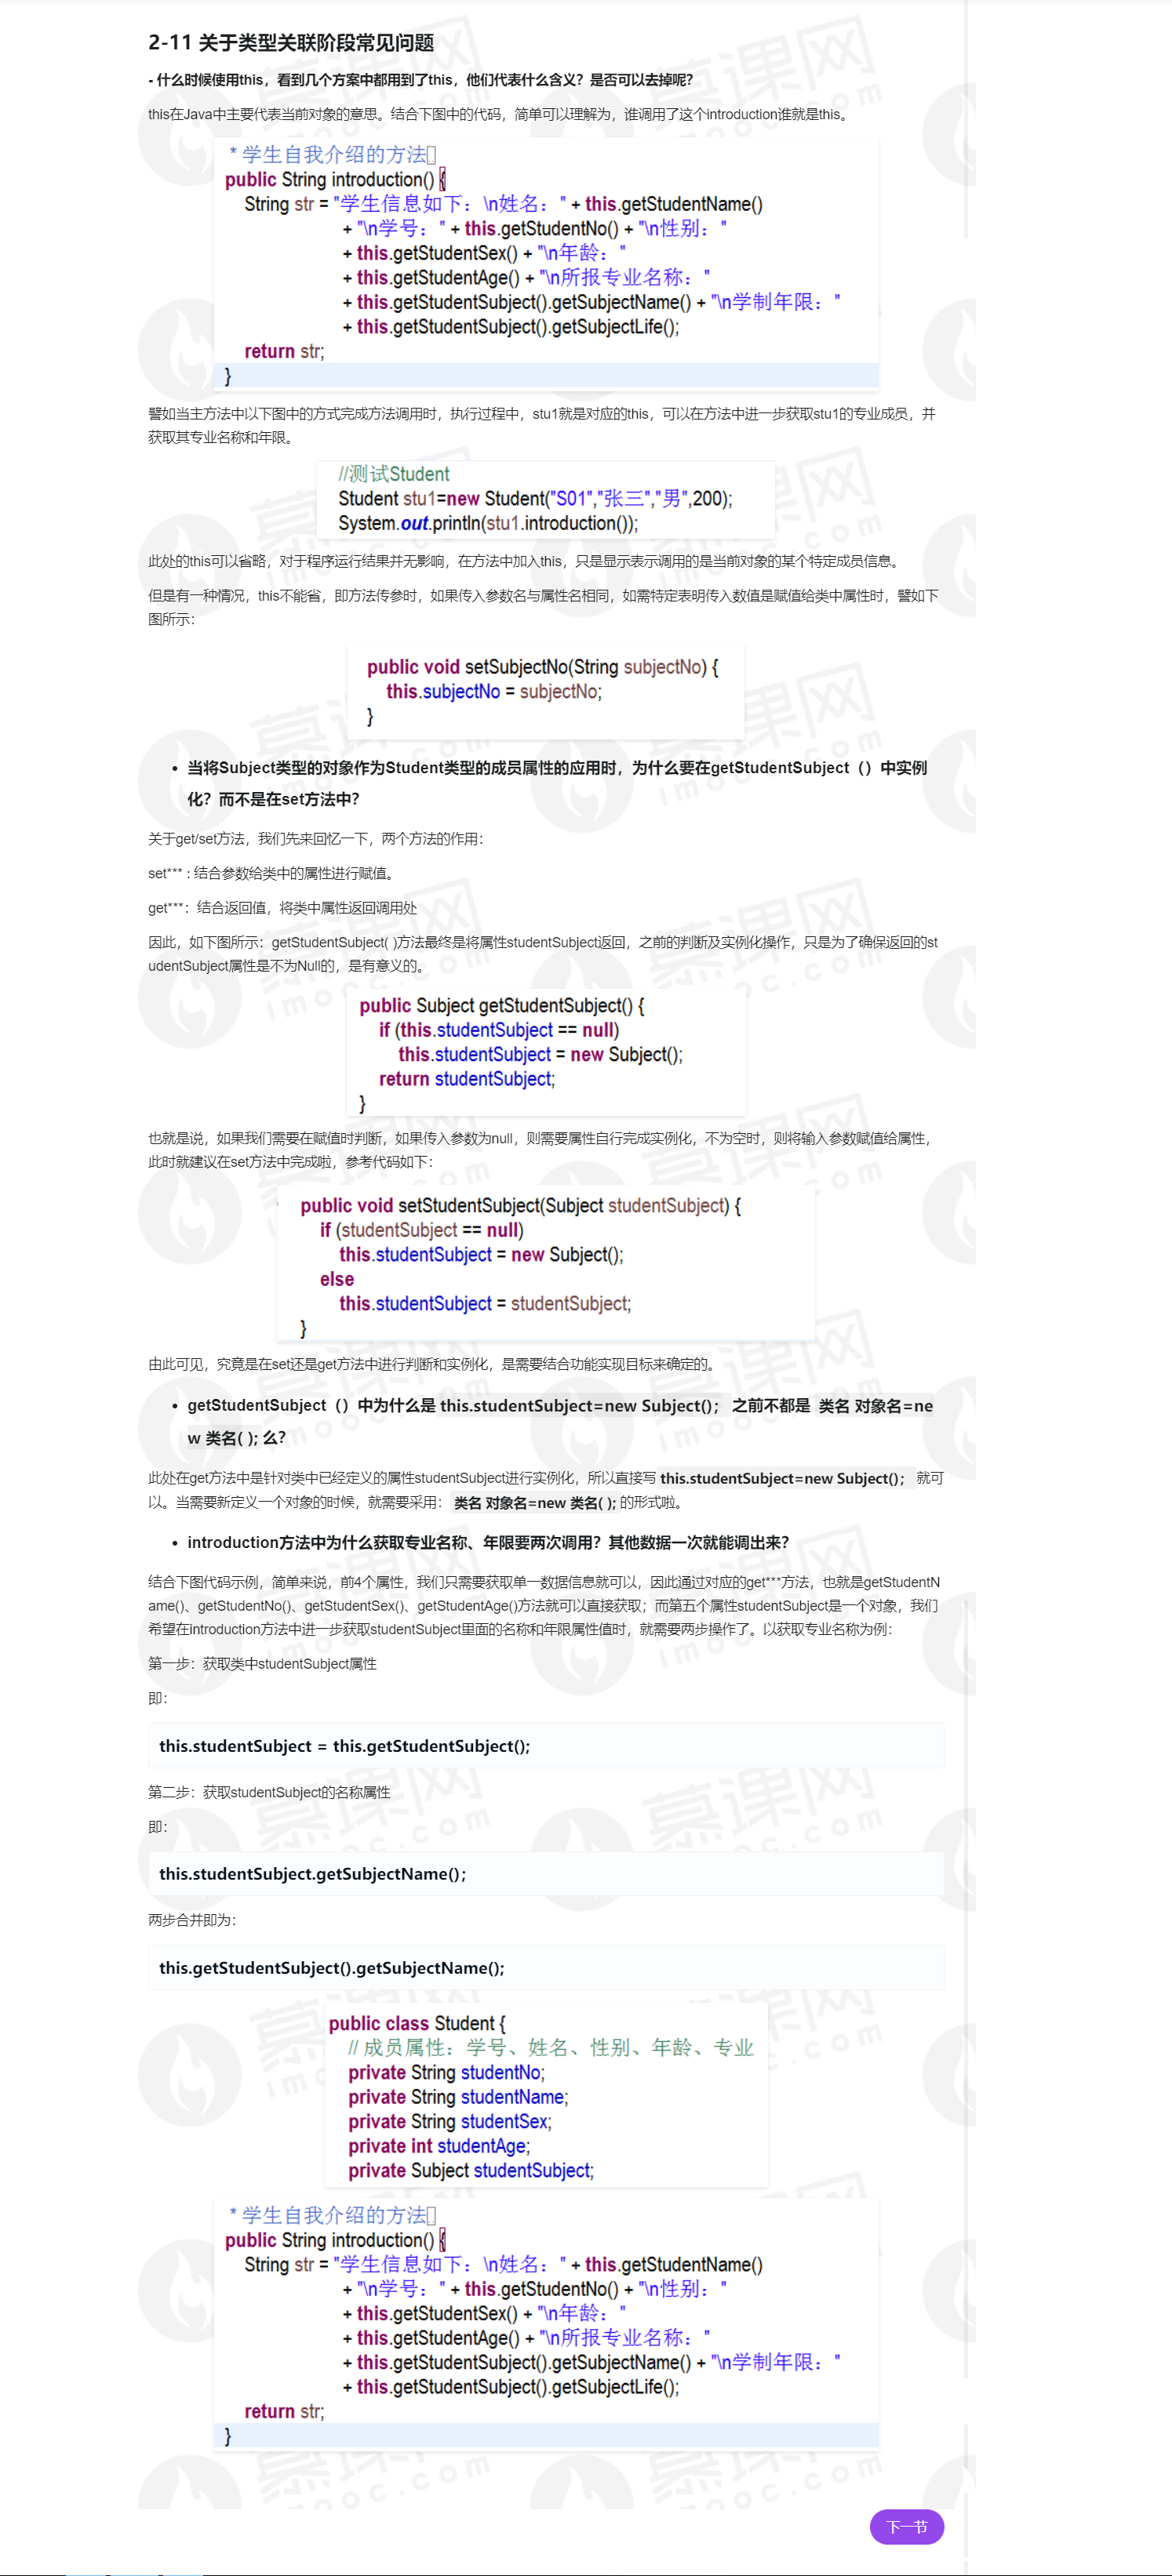 2-11 关于类型关联阶段常见问题
- 什么时候使用this，看到几个方案中都用到了this，他们代表什么含义？是否可以去掉呢？
this在Java中主要代表当前对象的意思。结合下图中的代码，简单可以理解为，谁调用了这个introduction谁就是this。
* 学生自我介绍的方法
public String introduction() {
String str = "学生信息如下：\n姓名：" + this.getStudentName()
+ "\n学号：" + this.getStudentNo() + "\n性别："
+ this.getStudentSex() + "\n年龄："
+ this.getStudentAge() + "\n所报专业名称："
+ this.getStudentSubject().getSubjectName() + "\n学制年限："
+ this.getStudentSubject().getSubjectLife();
return str;
}
譬如当主方法中以下图中的方式完成方法调用时，执行过程中，stu1就是对应的this，可以在方法中进一步获取stu1的专业成员，并
获取其专业名称和年限。
//测试Student
Student stu1=new Student("S01","张三","男",200);
System.out.println(stu1.introduction());
此处的this可以省略，对于程序运行结果并无影响，在方法中加入this，只是显示表示调用的是当前对象的某个特定成员信息。
但是有一种情况，this不能省，即方法传参时，如果传入参数名与属性名相同，如需特定表明传入数值是赋值给类中属性时，譬如下
图所示：
public void setSubjectNo(String subjectNo) {
this.subjectNo = subjectNo;
}
• 当将Subject类型的对象作为Student类型的成员属性的应用时，为什么要在getStudentSubject（）中实例
化？而不是在set方法中？
关于get/set方法，我们先来回忆一下，两个方法的作用：
set*** : 结合参数给类中的属性进行赋值。
get***：结合返回值，将类中属性返回调用处
因此，如下图所示：getStudentSubject( )方法最终是将属性studentSubject返回，之前的判断及实例化操作，只是为了确保返回的st
udentSubject属性是不为Null的，是有意义的。
public Subject getStudentSubject() {
if (this.studentSubject == null)
this.studentSubject = new Subject();
return studentSubject;
}
也就是说，如果我们需要在赋值时判断，如果传入参数为null，则需要属性自行完成实例化，不为空时，则将输入参数赋值给属性，
此时就建议在set方法中完成啦，参考代码如下：
public void setStudentSubject(Subject studentSubject) {
if (studentSubject == null)
this.studentSubject = new Subject();
else
this.studentSubject = studentSubject;
}
由此可见，究竟是在set还是get方法中进行判断和实例化，是需要结合功能实现目标来确定的。
• getStudentSubject（）中为什么是 this.studentSubject=new Subject(); 之前不都是 类名 对象名=ne
w 类名( ); 么？
此处在get方法中是针对类中已经定义的属性studentSubject进行实例化，所以直接写 this.studentSubject=new Subject(); 就可
以。当需要新定义一个对象的时候，就需要采用： 类名 对象名=new 类名( ); 的形式啦。
• introduction方法中为什么获取专业名称、年限要两次调用？其他数据一次就能调出来？
结合下图代码示例，简单来说，前4个属性，我们只需要获取单一数据信息就可以，因此通过对应的get***方法，也就是getStudentN
ame()、getStudentNo()、getStudentSex()、getStudentAge()方法就可以直接获取；而第五个属性studentSubject是一个对象，我们
希望在introduction方法中进一步获取studentSubject里面的名称和年限属性值时，就需要两步操作了。以获取专业名称为例：
第一步：获取类中studentSubject属性
即：
this.studentSubject = this.getStudentSubject();
第二步：获取studentSubject的名称属性
即：
this.studentSubject.getSubjectName();
两步合并即为：
this.getStudentSubject().getSubjectName();
public class Student {
// 成员属性：学号、姓名、性别、年龄、专业
private String studentNo;
private String studentName;
private String studentSex;
private int studentAge;
private Subject studentSubject;
* 学生自我介绍的方法
public String introduction() {
String str = "学生信息如下：\n姓名：" + this.getStudentName()
+ "\n学号：" + this.getStudentNo() + "\n性别："
+ this.getStudentSex() + "\n年龄："
+ this.getStudentAge() + "\n所报专业名称："
+ this.getStudentSubject().getSubjectName() + "\n学制年限："
+ this.getStudentSubject().getSubjectLife();
return str;
}
下一节